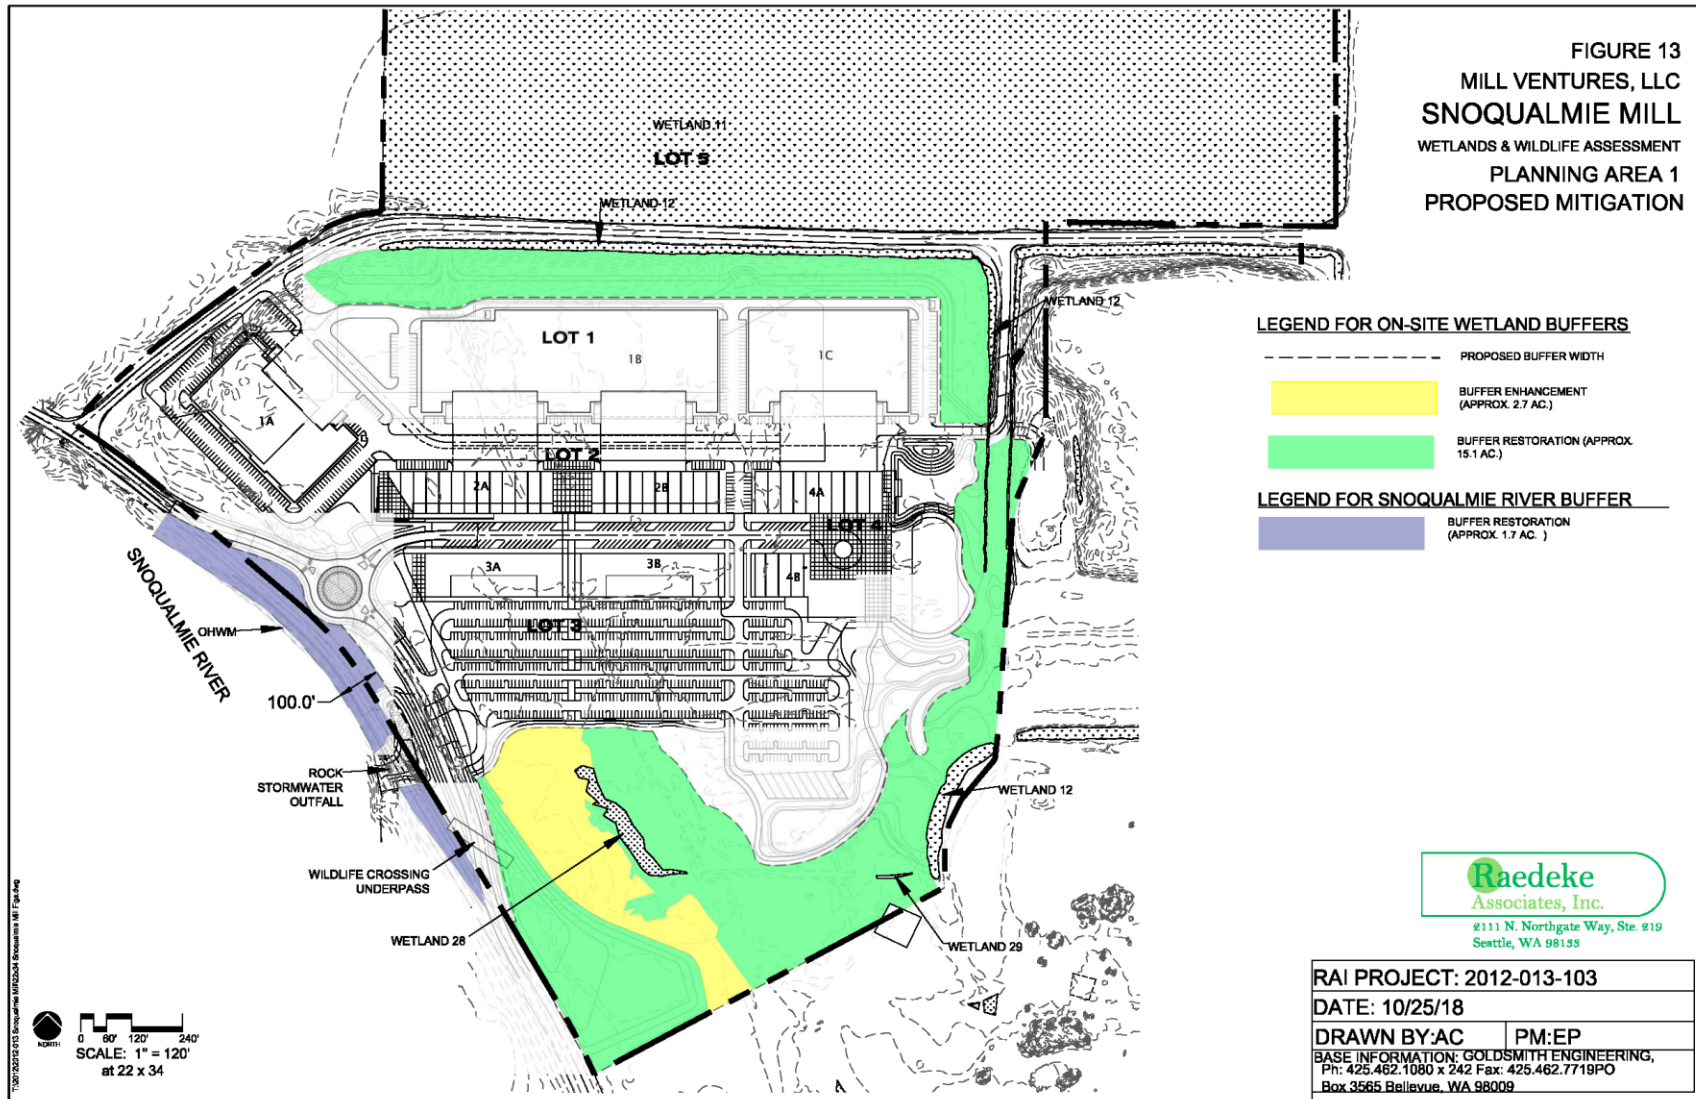 FIGURE 13
MILL VENTURES, LLC
SNOQUALMIE MILL
WETLANDS & WILDLIFE ASSESSMENT
PLANNING AREA 1
PROPOSED MITIGATION
WETLAND 11
LOT 5
WETLAND 12
WETLAND 12
LOT 1
1B
1C
1A
LOT 2
2A
2B
4A
LOT 4
3A
3B
4B
LOT 3
SNOQUALMIE RIVER
OHWM
100.0'
ROCK
STORMWATER
OUTFALL
WILDLIFE CROSSING
UNDERPASS
WETLAND 28
WETLAND 12
WETLAND 29
LEGEND FOR ON-SITE WETLAND BUFFERS
PROPOSED BUFFER WIDTH
BUFFER ENHANCEMENT
(APPROX. 2.7 AC.)
BUFFER RESTORATION (APPROX.
15.1 AC.)
LEGEND FOR SNOQUALMIE RIVER BUFFER
BUFFER RESTORATION
(APPROX. 1.7 AC. )
Raedeke
Associates, Inc.
2111 N. Northgate Way, Ste. 219
Seattle, WA 98133
RAI PROJECT: 2012-013-103
DATE: 10/25/18
DRAWN BY:AC
PM:EP
BASE INFORMATION: GOLDSMITH ENGINEERING,
Ph: 425.462.1080 x 242 Fax: 425.462.7719PO
Box 3565 Bellevue, WA 98009
NORTH
0 60' 120' 240'
SCALE: 1" = 120'
at 22 x 34